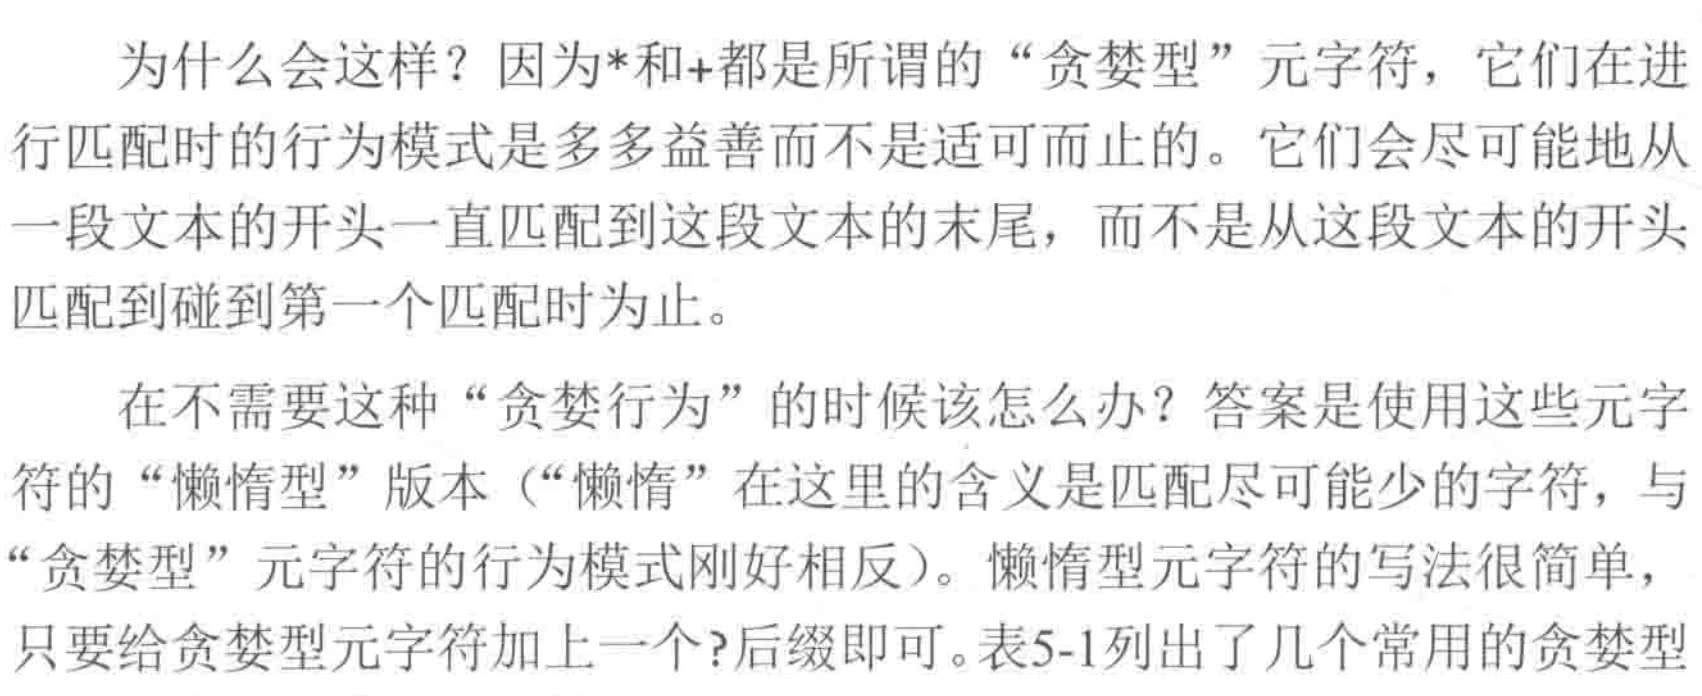 为什么会这样？因为*和+都是所谓的“贪婪型”元字符，它们在进
行匹配时的行为模式是多多益善而不是适可而止的。它们会尽可能地从
一段文本的开头一直匹配到这段文本的末尾，而不是从这段文本的开头
匹配到碰到第一个匹配时为止。
在不需要这种“贪婪行为”的时候该怎么办？答案是使用这些元字
符的“懒惰型”版本（“懒惰”在这里的含义是匹配尽可能少的字符，与
“贪婪型”元字符的行为模式刚好相反）。懒惰型元字符的写法很简单，
只要给贪婪型元字符加上一个?后缀即可。表5-1列出了几个常用的贪婪型